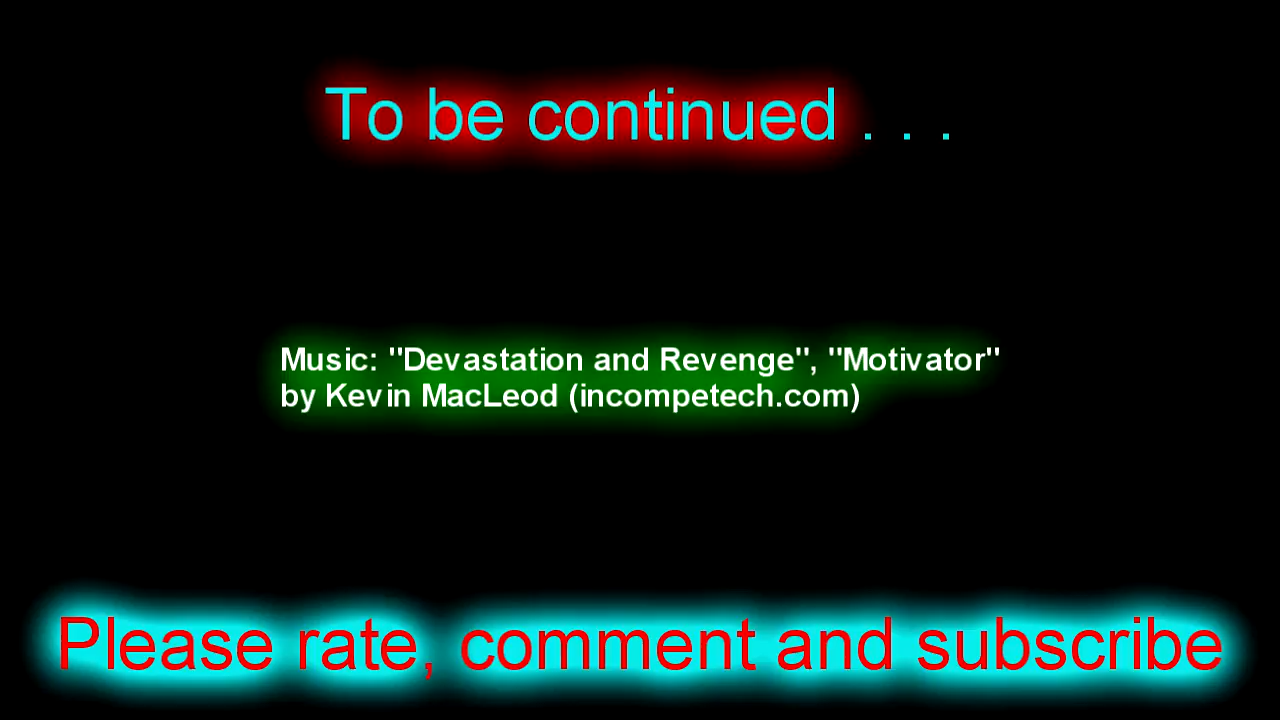 To be continued . . .
Music: "Devastation and Revenge", "Motivator"
by Kevin MacLeod (incompetech.com)
Please rate, comment and subscribe